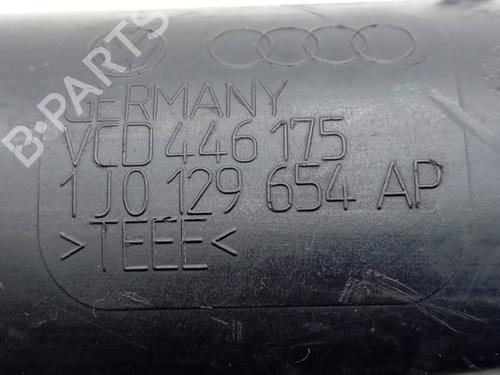 GERMANY
VCD 446 175
1J0 129 654 AP
>TEEE<
B-PARTS